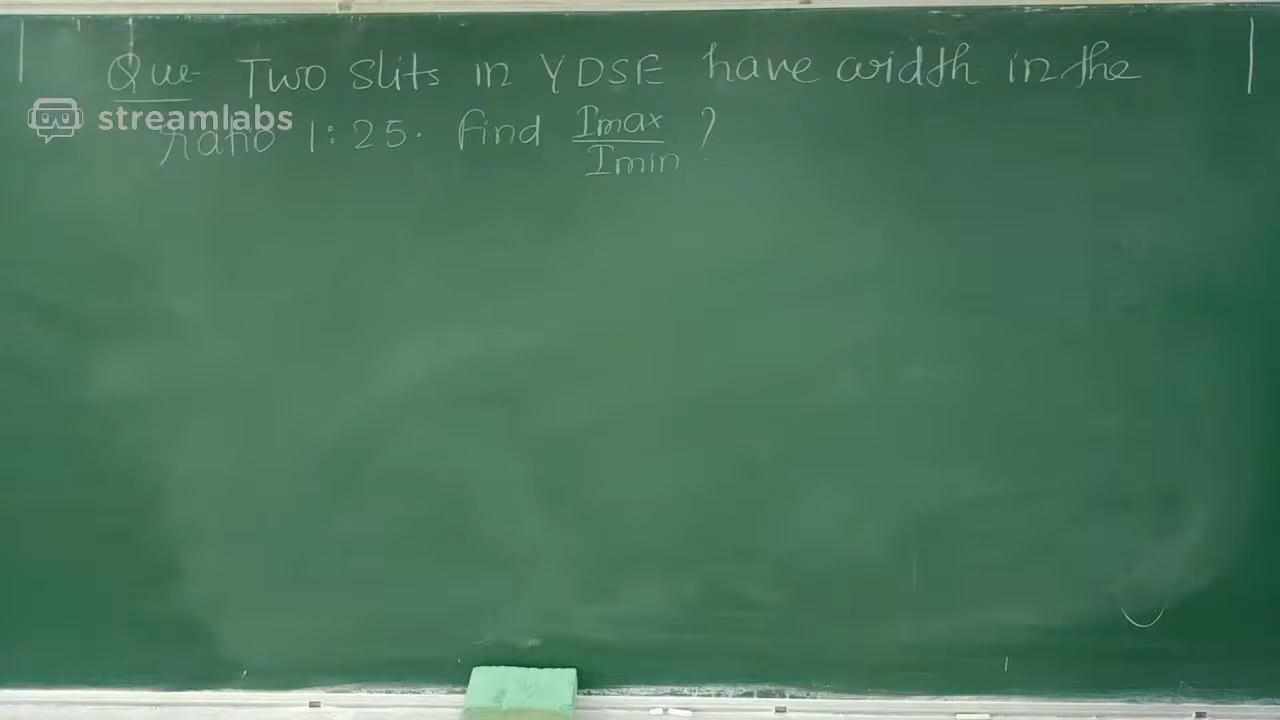 Que- Two Slits in YDSE have width in the
streamlabs
ratio 1:25. find Imax/Imin ?